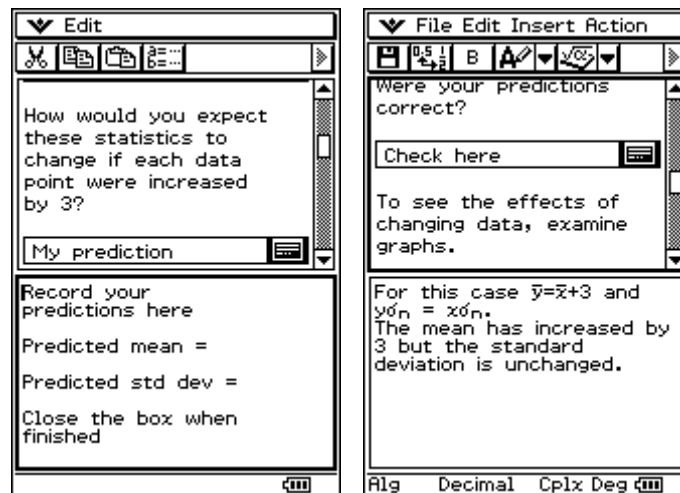 Edit
How would you expect
these statistics to
change if each data
point were increased
by 3?
My prediction
Record your
predictions here
Predicted mean =
Predicted std dev =
Close the box when
finished
File Edit Insert Action
B
Were your predictions
correct?
Check here
To see the effects of
changing data, examine
graphs.
For this case ȳ=x̄+3 and
yσn = xσn.
The mean has increased by
3 but the standard
deviation is unchanged.
Alg Decimal Cplx Deg